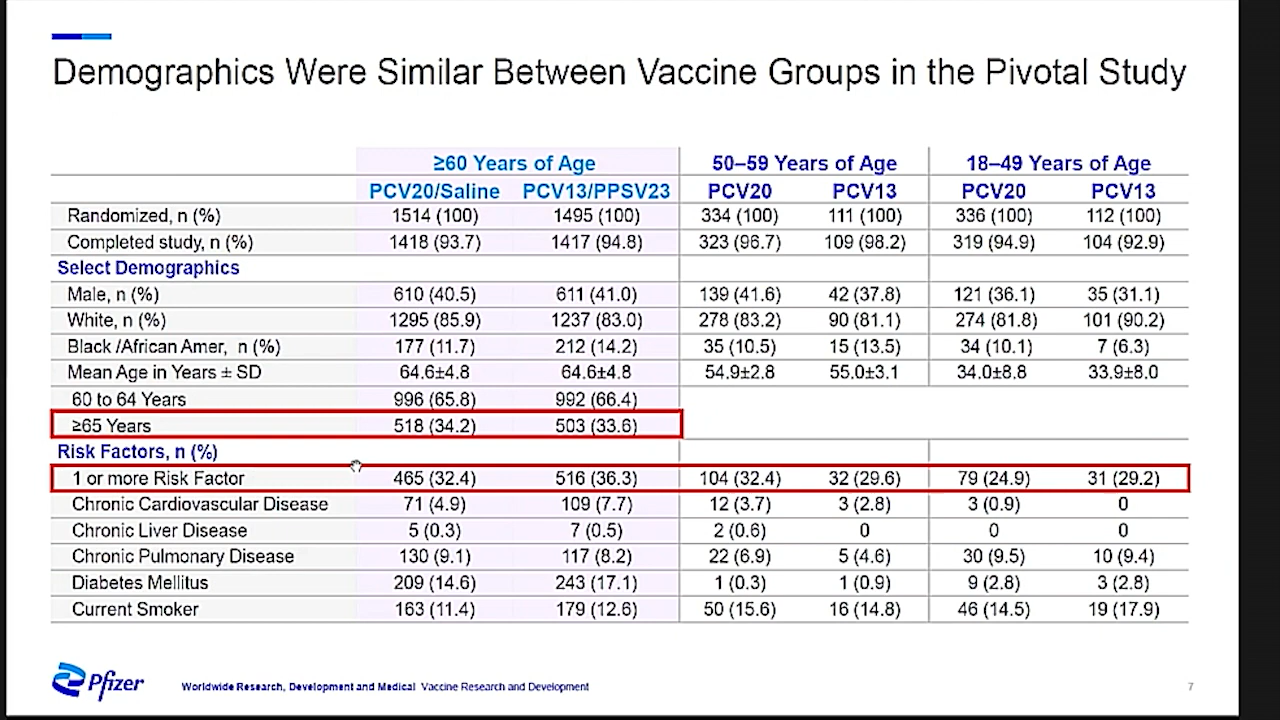 Demographics Were Similar Between Vaccine Groups in the Pivotal Study
≥60 Years of Age 50–59 Years of Age 18–49 Years of Age
PCV20/Saline PCV13/PPSV23 PCV20 PCV13 PCV20 PCV13
Randomized, n (%) 1514 (100) 1495 (100) 334 (100) 111 (100) 336 (100) 112 (100)
Completed study, n (%) 1418 (93.7) 1417 (94.8) 323 (96.7) 109 (98.2) 319 (94.9) 104 (92.9)
Select Demographics
Male, n (%) 610 (40.5) 611 (41.0) 139 (41.6) 42 (37.8) 121 (36.1) 35 (31.1)
White, n (%) 1295 (85.9) 1237 (83.0) 278 (83.2) 90 (81.1) 274 (81.8) 101 (90.2)
Black /African Amer, n (%) 177 (11.7) 212 (14.2) 35 (10.5) 15 (13.5) 34 (10.1) 7 (6.3)
Mean Age in Years ± SD 64.6±4.8 64.6±4.8 54.9±2.8 55.0±3.1 34.0±8.8 33.9±8.0
60 to 64 Years 996 (65.8) 992 (66.4)
≥65 Years 518 (34.2) 503 (33.6)
Risk Factors, n (%)
1 or more Risk Factor 465 (32.4) 516 (36.3) 104 (32.4) 32 (29.6) 79 (24.9) 31 (29.2)
Chronic Cardiovascular Disease 71 (4.9) 109 (7.7) 12 (3.7) 3 (2.8) 3 (0.9) 0
Chronic Liver Disease 5 (0.3) 7 (0.5) 2 (0.6) 0 0 0
Chronic Pulmonary Disease 130 (9.1) 117 (8.2) 22 (6.9) 5 (4.6) 30 (9.5) 10 (9.4)
Diabetes Mellitus 209 (14.6) 243 (17.1) 1 (0.3) 1 (0.9) 9 (2.8) 3 (2.8)
Current Smoker 163 (11.4) 179 (12.6) 50 (15.6) 16 (14.8) 46 (14.5) 19 (17.9)
Pfizer Worldwide Research, Development and Medical Vaccine Research and Development 7